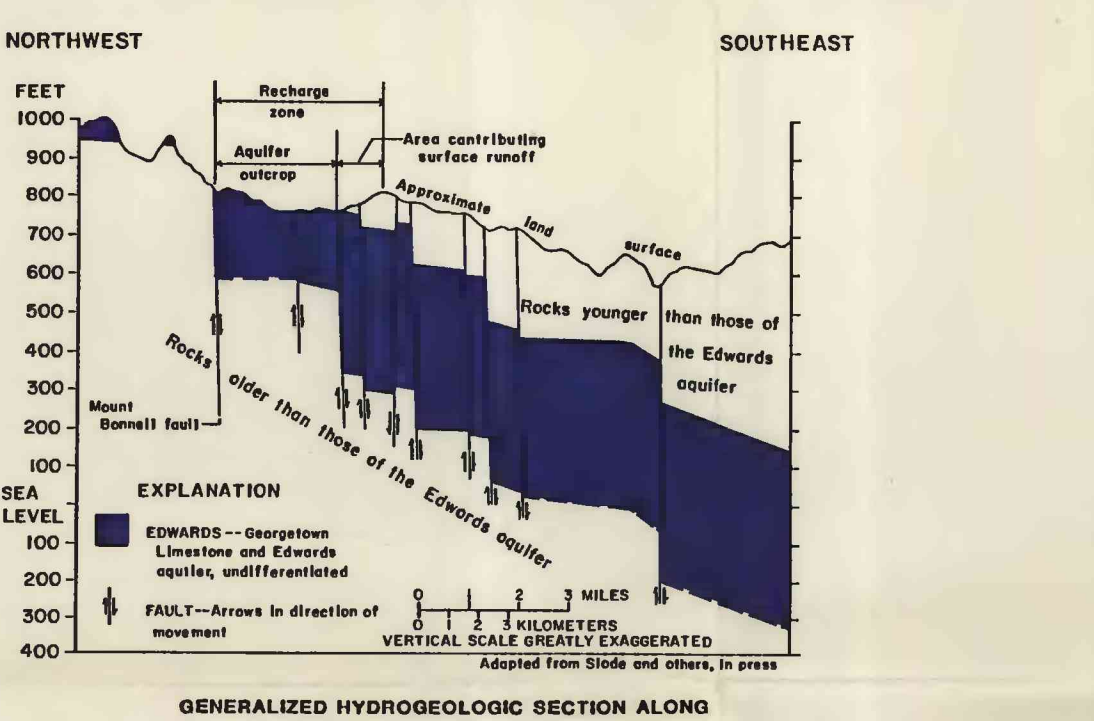 NORTHWEST
SOUTHEAST
FEET
1000
900
800
700
600
500
400
300
200
100
SEA
LEVEL
100
200
300
400
Recharge
zone
Aquifer
outcrop
Area contributing
surface runoff
Approximate land surface
Rocks younger than those of
the Edwards
aquifer
Rocks older than those of the Edwards aquifer
Mount
Bonnell fault
EXPLANATION
EDWARDS--Georgetown
Limestone and Edwards
aquifer, undifferentiated
FAULT--Arrows in direction of
movement
0 1 2 3 MILES
0 1 2 3 KILOMETERS
VERTICAL SCALE GREATLY EXAGGERATED
Adapted from Slade and others, in press
GENERALIZED HYDROGEOLOGIC SECTION ALONG